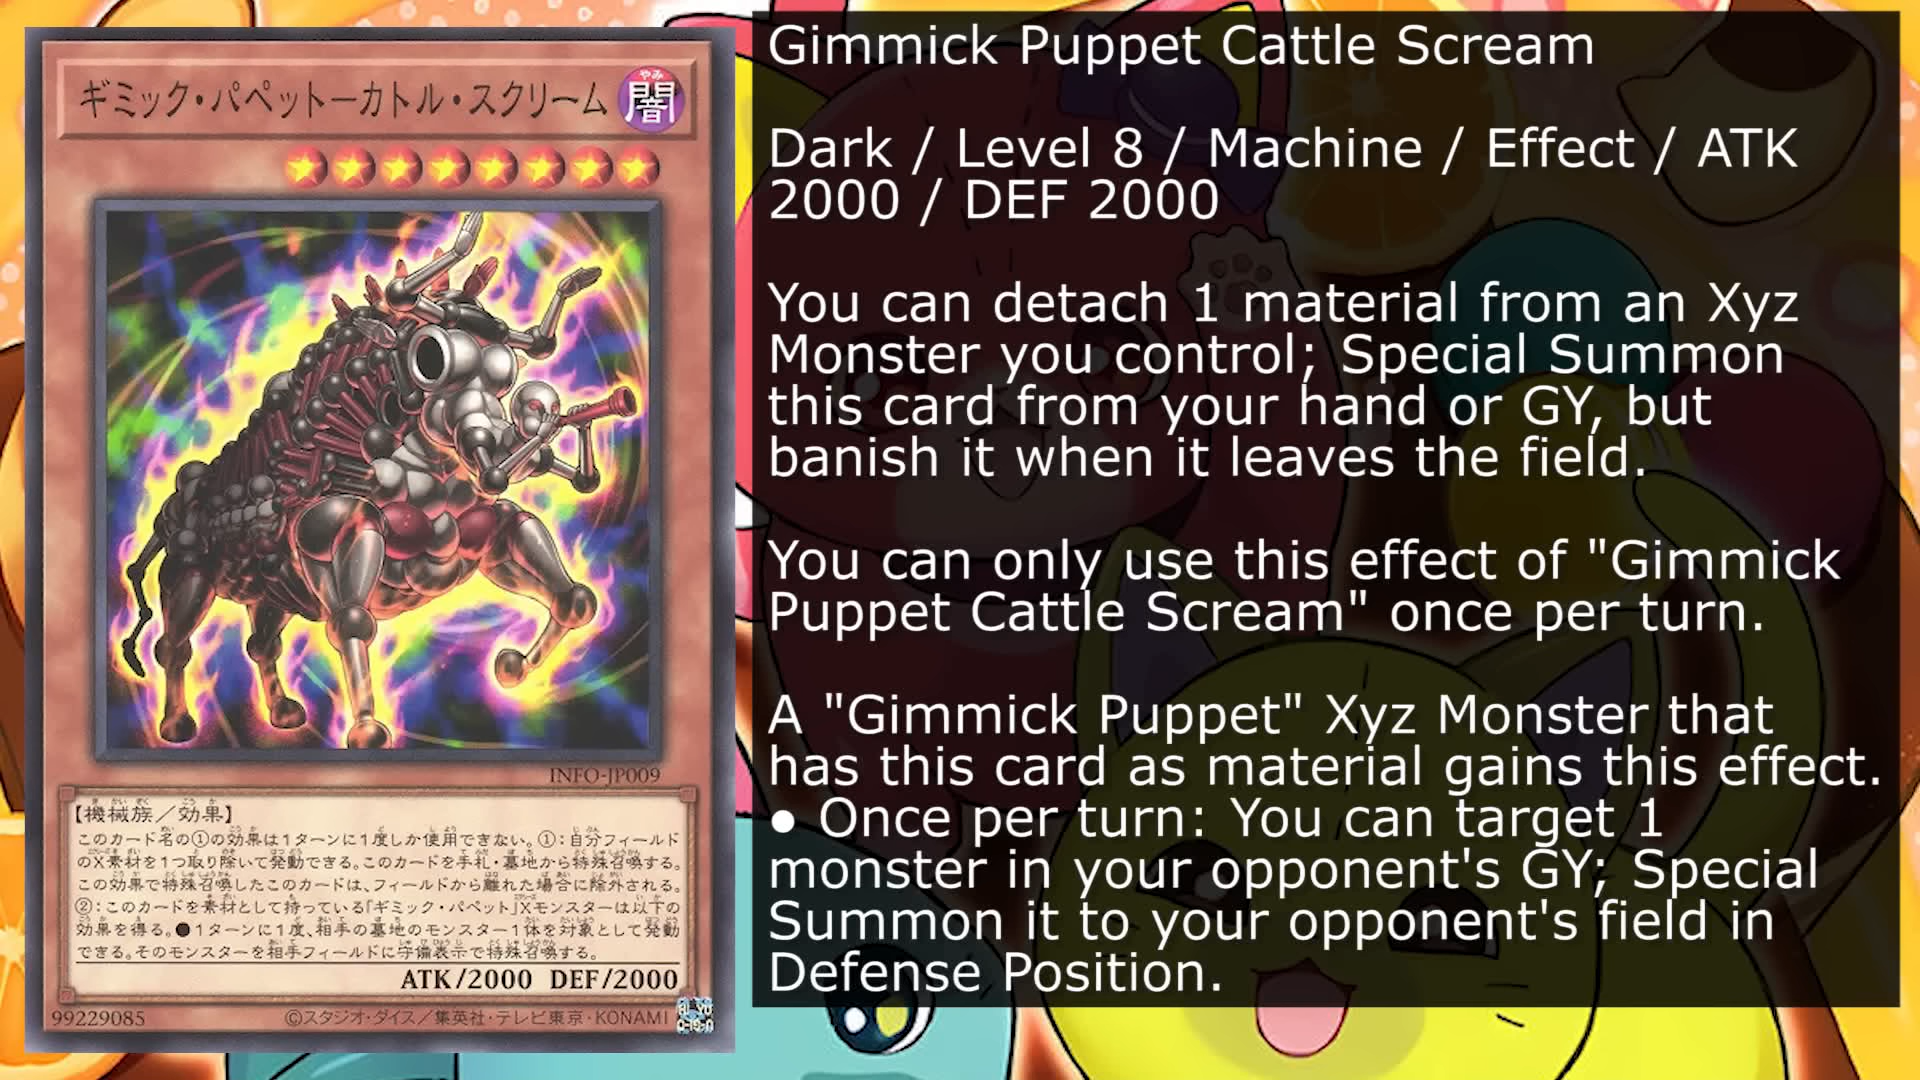 ギミック・パペットーカトル・スクリーム
やみ
闇
INFO-JP009
【機械族／効果】
このカード名の①の効果は1ターンに1度しか使用できない。①：自分フィールド
のX素材を1つ取り除いて発動できる。このカードを手札・墓地から特殊召喚する。
この効果で特殊召喚したこのカードは、フィールドから離れた場合に除外される。
②：このカードを素材として持っている「ギミック・パペット」Xモンスターは以下の
効果を得る。●1ターンに1度、相手の墓地のモンスター1体を対象として発動
できる。そのモンスターを相手フィールドに守備表示で特殊召喚する。
ATK/2000 DEF/2000
99229085
©スタジオ・ダイス／集英社・テレビ東京・KONAMI
Gimmick Puppet Cattle Scream
Dark / Level 8 / Machine / Effect / ATK
2000 / DEF 2000
You can detach 1 material from an Xyz
Monster you control; Special Summon
this card from your hand or GY, but
banish it when it leaves the field.
You can only use this effect of "Gimmick
Puppet Cattle Scream" once per turn.
A "Gimmick Puppet" Xyz Monster that
has this card as material gains this effect.
● Once per turn: You can target 1
monster in your opponent's GY; Special
Summon it to your opponent's field in
Defense Position.